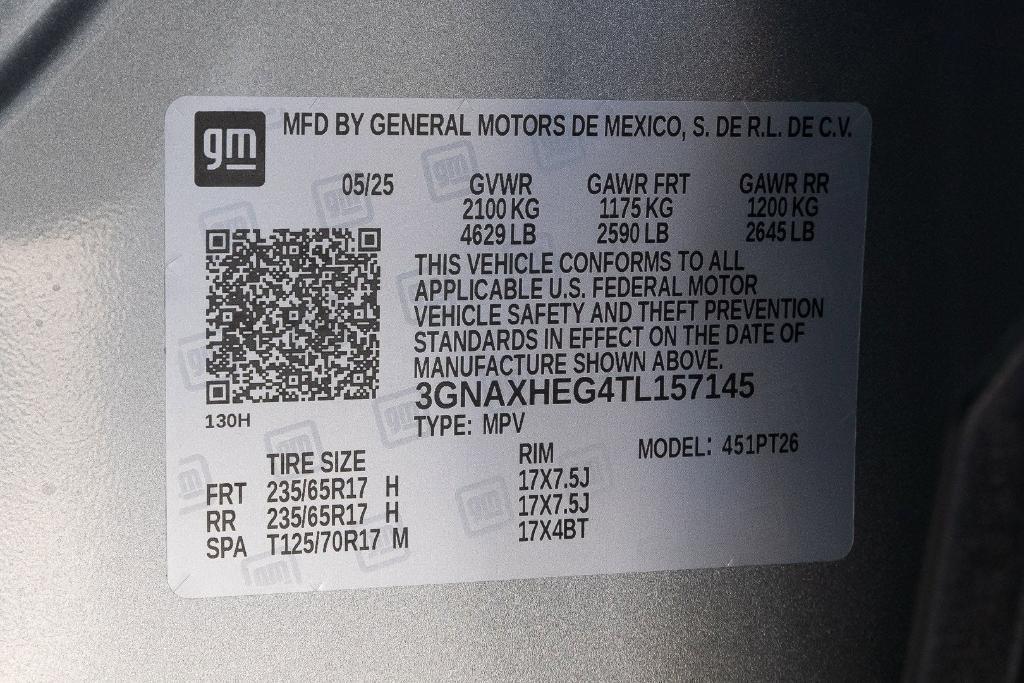 gm MFD BY GENERAL MOTORS DE MEXICO, S. DE R.L. DE C.V.
05/25 GVWR GAWR FRT GAWR RR
2100 KG 1175 KG 1200 KG
4629 LB 2590 LB 2645 LB
THIS VEHICLE CONFORMS TO ALL
APPLICABLE U.S. FEDERAL MOTOR
VEHICLE SAFETY AND THEFT PREVENTION
STANDARDS IN EFFECT ON THE DATE OF
MANUFACTURE SHOWN ABOVE.
3GNAXHEG4TL157145
130H TYPE: MPV
MODEL: 451PT26
TIRE SIZE RIM
FRT 235/65R17 H 17X7.5J
RR 235/65R17 H 17X7.5J
SPA T125/70R17 M 17X4BT